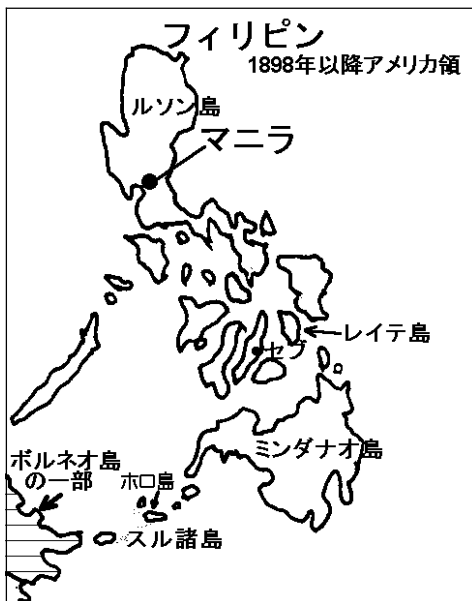 フィリピン
1898年以降アメリカ領
ルソン島
マニラ
レイテ島
セブ
ミンダナオ島
ボルネオ島
の一部
ホロ島
スル諸島